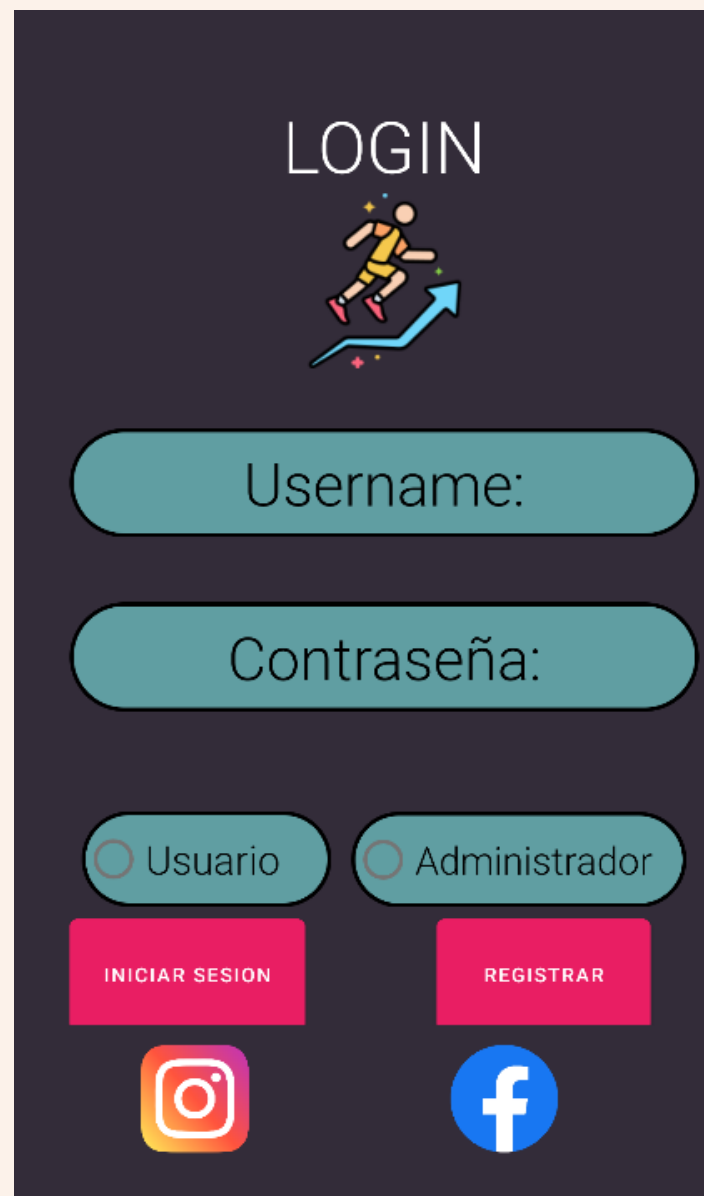 LOGIN
Username:
Contraseña:
Usuario
Administrador
INICIAR SESION
REGISTRAR